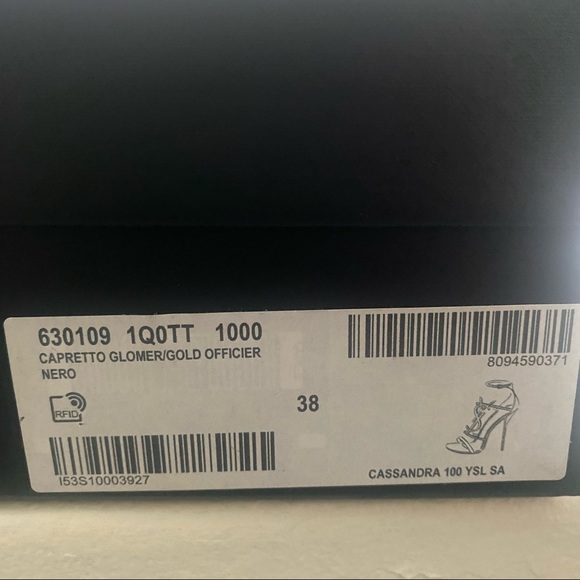 630109 1Q0TT 1000
CAPRETTO GLOMER/GOLD OFFICIER
NERO
8094590371
RFID
38
I53S10003927
CASSANDRA 100 YSL SA